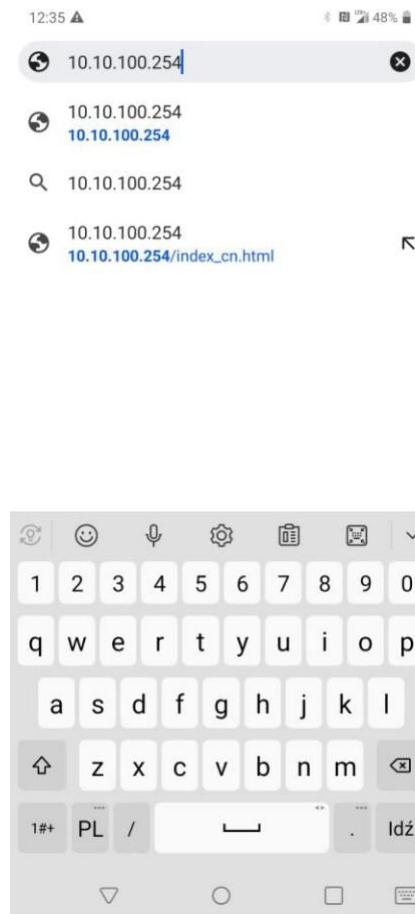 12:35 48%
10.10.100.254
10.10.100.254
10.10.100.254
10.10.100.254
10.10.100.254
10.10.100.254/index_cn.html
1 2 3 4 5 6 7 8 9 0
q w e r t y u i o p
a s d f g h j k l
z x c v b n m
1#+ PL / . Idź